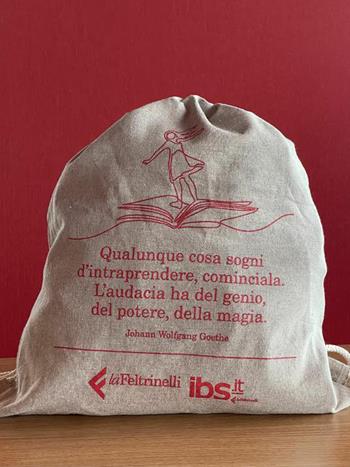 Qualunque cosa sogni
d'intraprendere, cominciala.
L'audacia ha del genio,
del potere, della magia.
Johann Wolfgang Goethe
laFeltrinelli ibs.it
laFeltrinelli